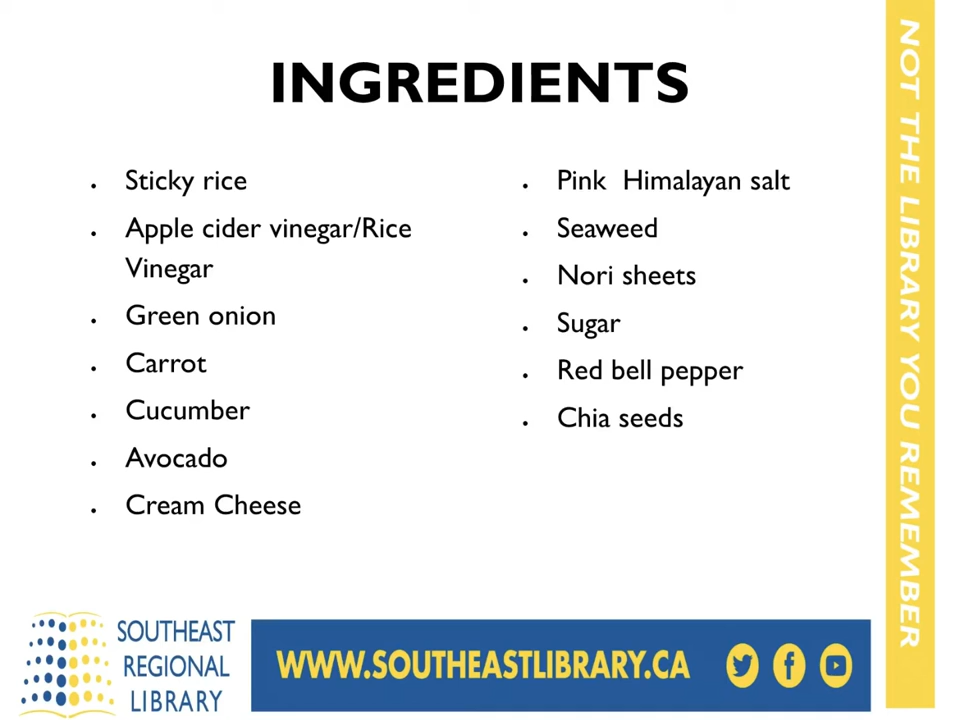 INGREDIENTS
Sticky rice
Apple cider vinegar/Rice
Vinegar
Green onion
Carrot
Cucumber
Avocado
Cream Cheese
Pink  Himalayan salt
Seaweed
Nori sheets
Sugar
Red bell pepper
Chia seeds
NOT THE LIBRARY YOU REMEMBER
SOUTHEAST
REGIONAL
LIBRARY
WWW.SOUTHEASTLIBRARY.CA